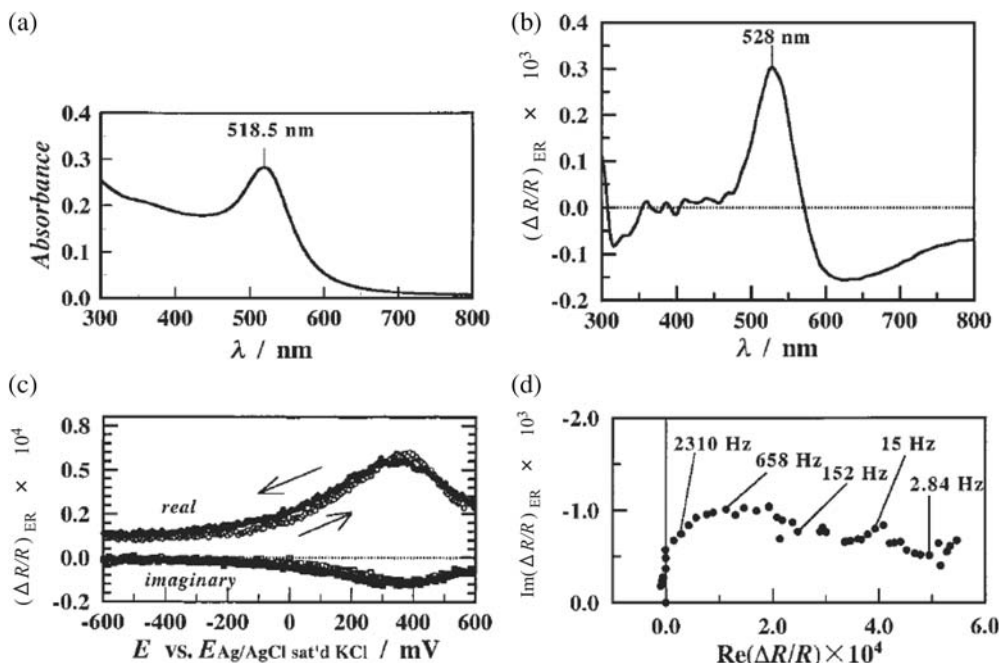 (a)
518.5 nm
Absorbance
0.4
0.3
0.2
0.1
0.0
300 400 500 600 700 800
λ / nm
(b)
528 nm
(ΔR/R)ER × 10³
0.4
0.3
0.2
0.1
0.0
-0.1
-0.2
300 400 500 600 700 800
λ / nm
(c)
(ΔR/R)ER × 10⁴
0.8
0.5
0.2
0.0
-0.2
real
imaginary
-600 -400 -200 0 200 400 600
E vs. E Ag/AgCl sat'd KCl / mV
(d)
Im(ΔR/R)ER × 10³
-2.0
-1.0
0.0
2310 Hz
658 Hz
152 Hz
15 Hz
2.84 Hz
0.0 2.0 4.0 6.0
Re(ΔR/R)×10⁴